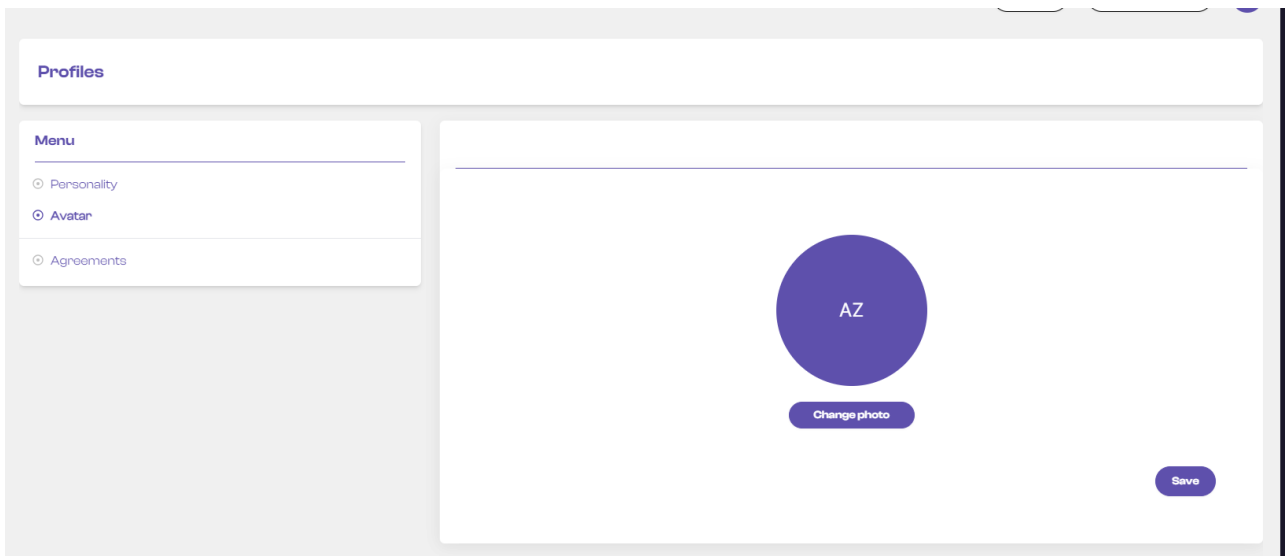 Profiles
Menu
Personality
Avatar
Agreements
AZ
Change photo
Save